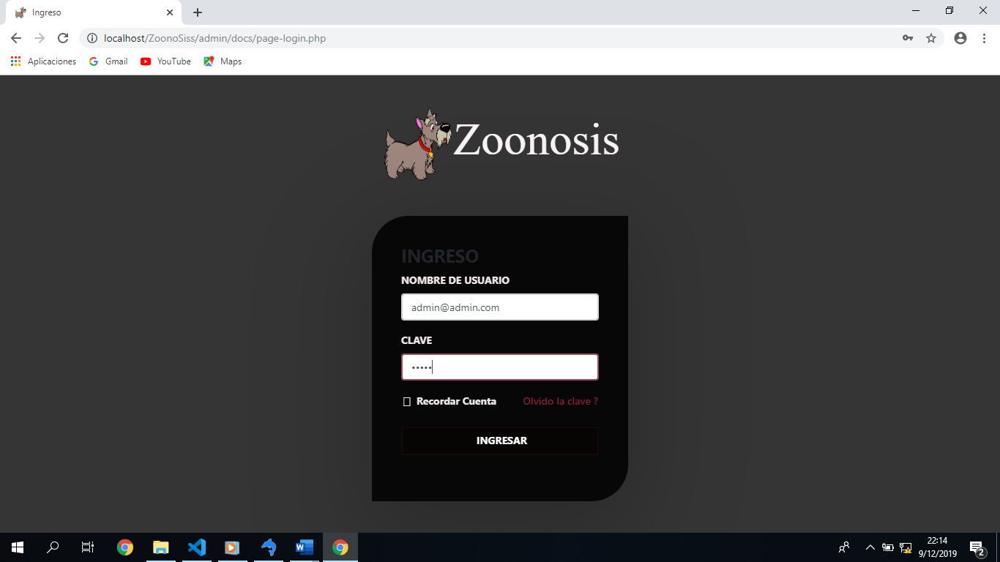 Ingreso
localhost/ZoonoSiss/admin/docs/page-login.php
Aplicaciones Gmail YouTube Maps
Zoonosis
INGRESO
NOMBRE DE USUARIO
admin@admin.com
CLAVE
•••••
Recordar Cuenta Olvido la clave ?
INGRESAR
22:14
9/12/2019
2